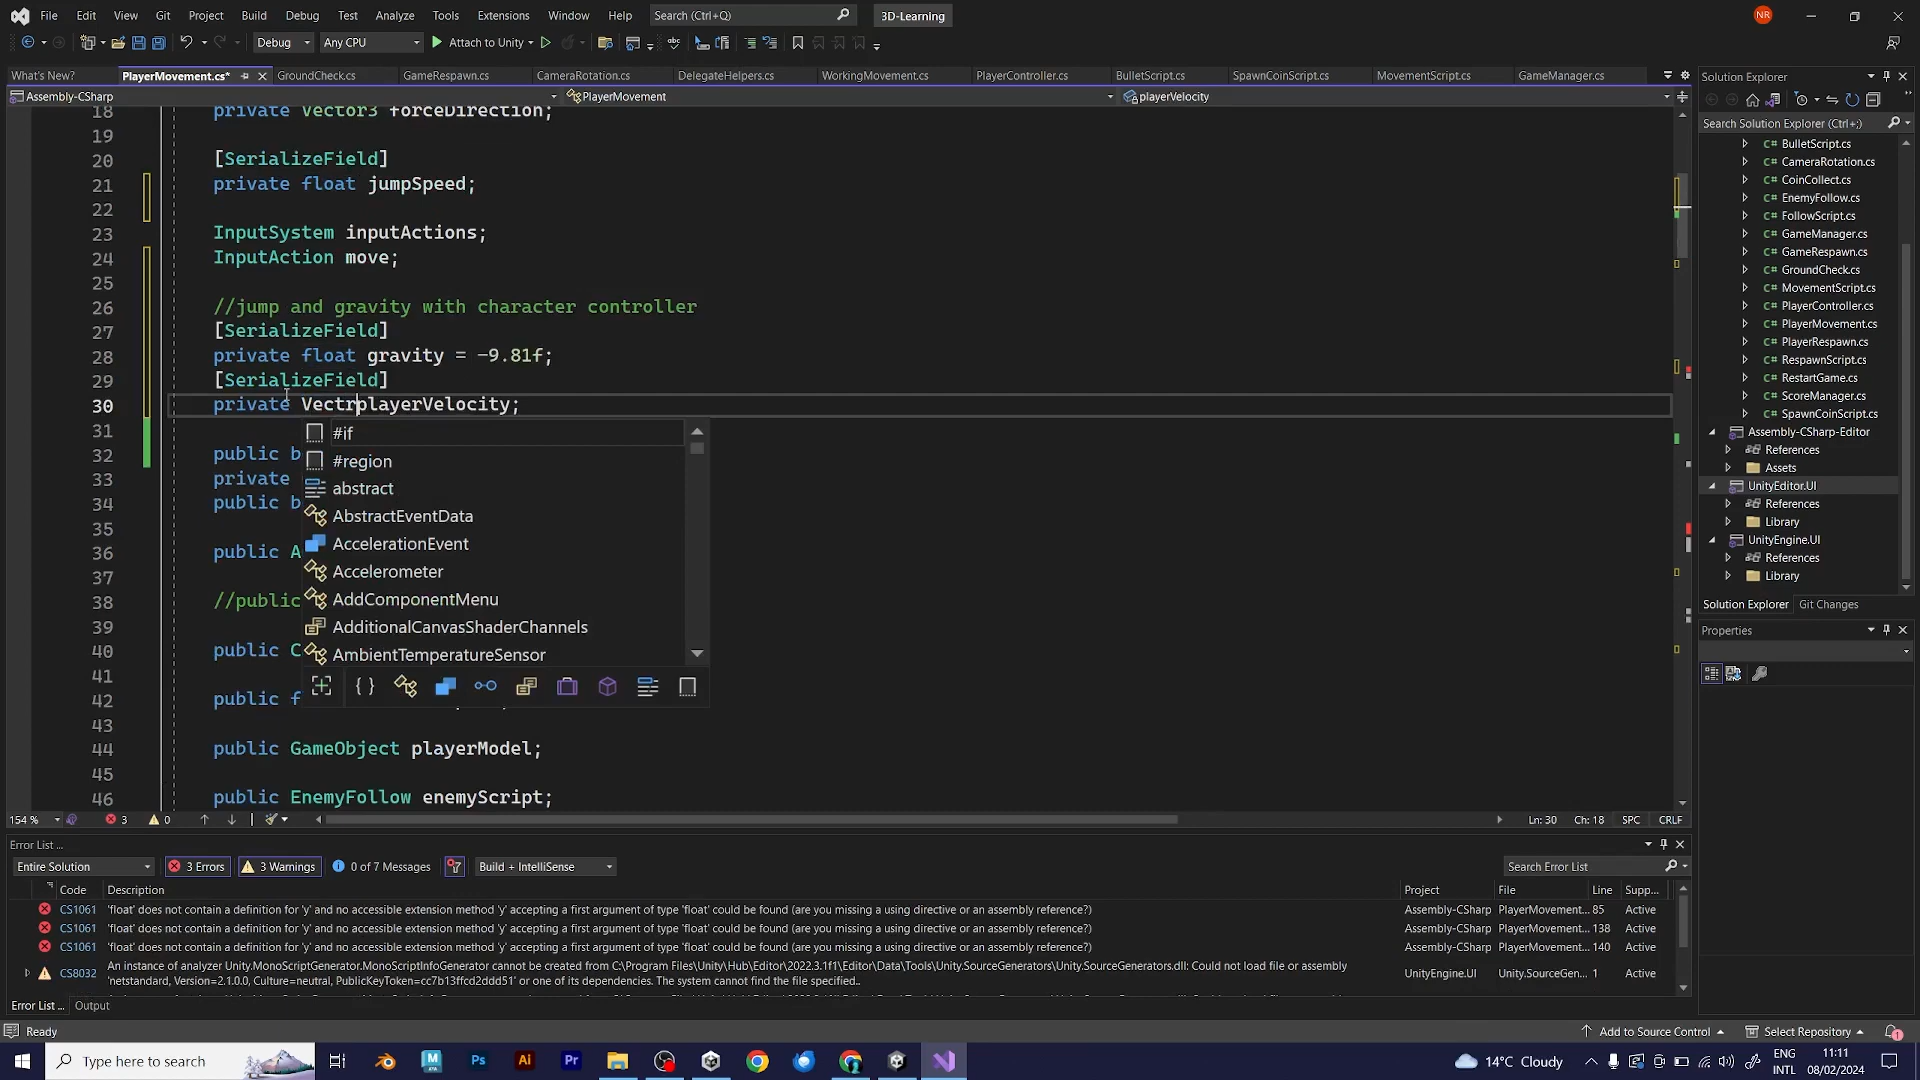 File Edit View Git Project Build Debug Test Analyze Tools Extensions Window Help Search (Ctrl+Q) 3D-Learning NR
Debug Any CPU Attach to Unity
What's New? PlayerMovement.cs* GroundCheck.cs GameRespawn.cs CameraRotation.cs DelegateHelpers.cs WorkingMovement.cs PlayerController.cs BulletScript.cs SpawnCoinScript.cs MovementScript.cs GameManager.cs
Assembly-CSharp PlayerMovement playerVelocity
18 private Vector3 forceDirection;
19
20 [SerializeField]
21 private float jumpSpeed;
22
23 InputSystem inputActions;
24 InputAction move;
25
26 //jump and gravity with character controller
27 [SerializeField]
28 private float gravity = -9.81f;
29 [SerializeField]
30 private VectrplayerVelocity;
31
32 public b
33 private
34 public b
35
36 public A
37
38 //public
39
40 public C
41
42 public f
43
44 public GameObject playerModel;
45
46 public EnemyFollow enemyScript;
#if
#region
abstract
AbstractEventData
AccelerationEvent
Accelerometer
AddComponentMenu
AdditionalCanvasShaderChannels
AmbientTemperatureSensor
154 % 3 0 Ln: 30 Ch: 18 SPC CRLF
Error List ...
Entire Solution 3 Errors 3 Warnings 0 of 7 Messages Build + IntelliSense Search Error List
Code Description Project File Line Supp...
CS1061 'float' does not contain a definition for 'y' and no accessible extension method 'y' accepting a first argument of type 'float' could be found (are you missing a using directive or an assembly reference?) Assembly-CSharp PlayerMovement... 85 Active
CS1061 'float' does not contain a definition for 'y' and no accessible extension method 'y' accepting a first argument of type 'float' could be found (are you missing a using directive or an assembly reference?) Assembly-CSharp PlayerMovement... 138 Active
CS1061 'float' does not contain a definition for 'y' and no accessible extension method 'y' accepting a first argument of type 'float' could be found (are you missing a using directive or an assembly reference?) Assembly-CSharp PlayerMovement... 140 Active
CS8032 An instance of analyzer Unity.MonoScriptGenerator.MonoScriptInfoGenerator cannot be created from C:\Program Files\Unity\Hub\Editor\2022.3.1f1\Editor\Data\Tools\Unity.SourceGenerators\Unity.SourceGenerators.dll: Could not load file or assembly UnityEngine.UI Unity.SourceGen... 1 Active
'netstandard, Version=2.1.0.0, Culture=neutral, PublicKeyToken=cc7b13ffcd2ddd51' or one of its dependencies. The system cannot find the file specified..
Error List ... Output
Solution Explorer
Search Solution Explorer (Ctrl+;)
C# BulletScript.cs
C# CameraRotation.cs
C# CoinCollect.cs
C# EnemyFollow.cs
C# FollowScript.cs
C# GameManager.cs
C# GameRespawn.cs
C# GroundCheck.cs
C# MovementScript.cs
C# PlayerController.cs
C# PlayerMovement.cs
C# PlayerRespawn.cs
C# RespawnScript.cs
C# RestartGame.cs
C# ScoreManager.cs
C# SpawnCoinScript.cs
Assembly-CSharp-Editor
References
Assets
UnityEditor.UI
References
Library
UnityEngine.UI
References
Library
Solution Explorer Git Changes
Properties
Ready Add to Source Control Select Repository 1
Type here to search Ps Ai Pr 14°C Cloudy ENG INTL 11:11 08/02/2024